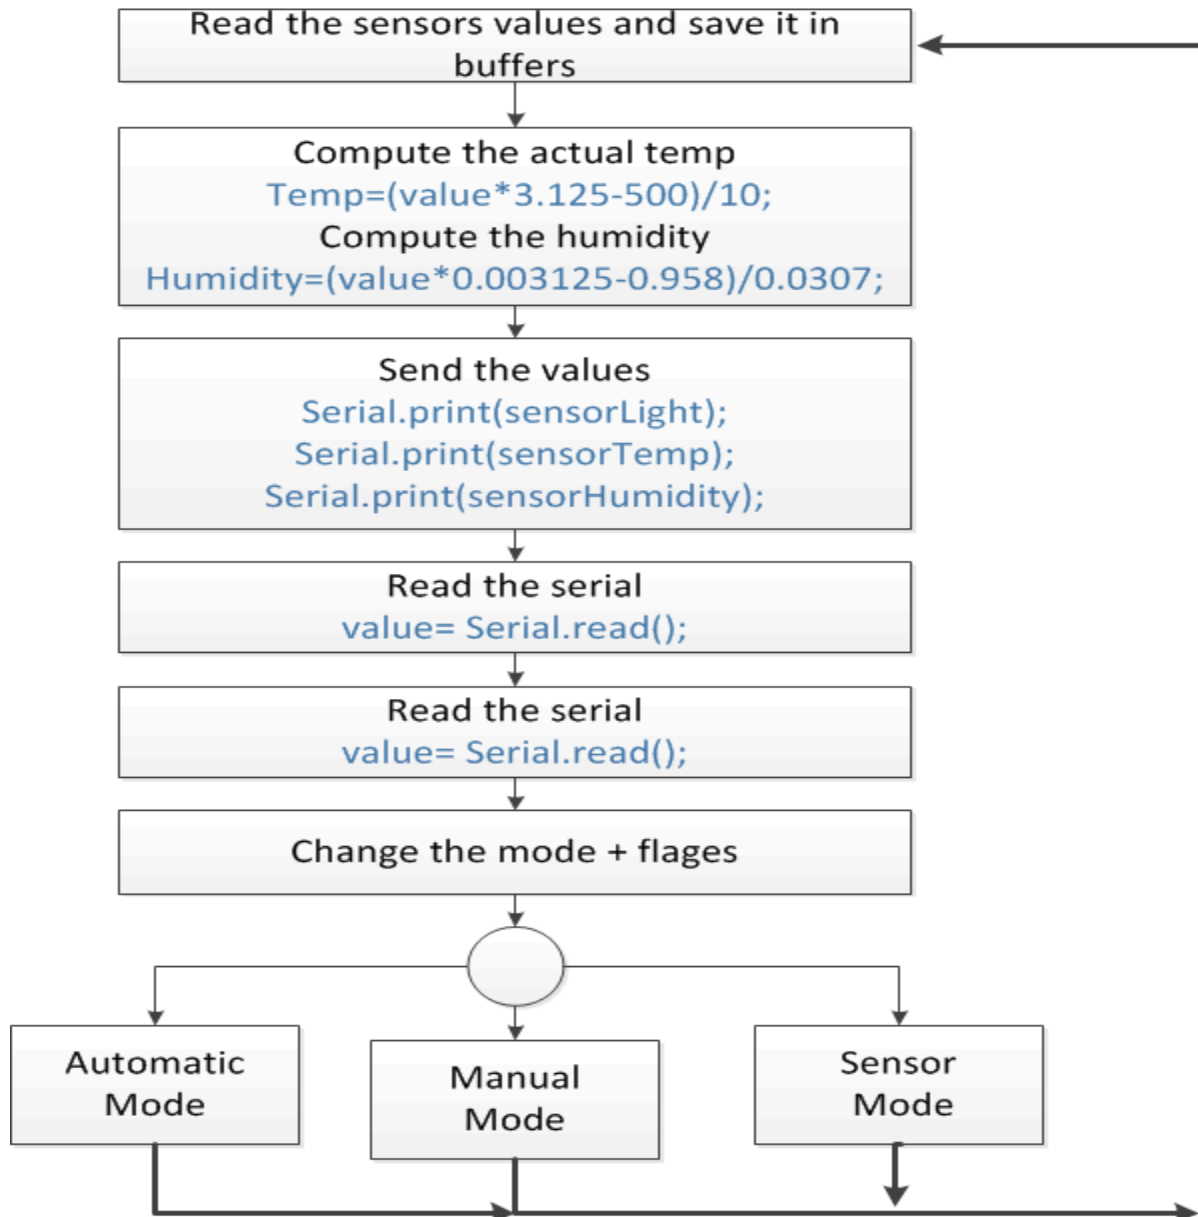 Read the sensors values and save it in
buffers
Compute the actual temp
Temp=(value*3.125-500)/10;
Compute the humidity
Humidity=(value*0.003125-0.958)/0.0307;
Send the values
Serial.print(sensorLight);
Serial.print(sensorTemp);
Serial.print(sensorHumidity);
Read the serial
value= Serial.read();
Read the serial
value= Serial.read();
Change the mode + flages
Automatic
Mode
Manual
Mode
Sensor
Mode